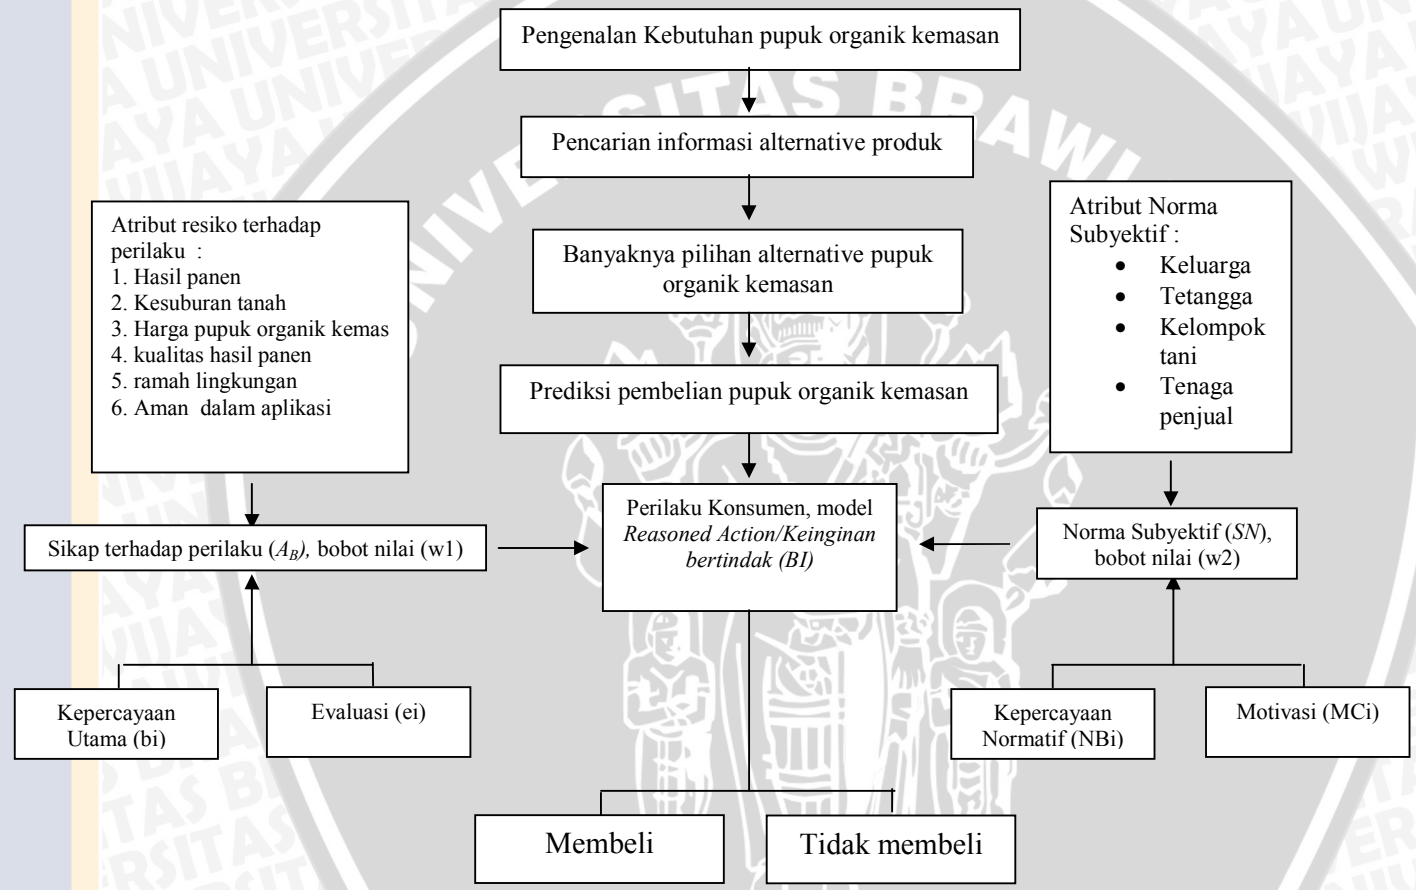 Pengenalan Kebutuhan pupuk organik kemasan
Pencarian informasi alternative produk
Banyaknya pilihan alternative pupuk
organik kemasan
Prediksi pembelian pupuk organik kemasan
Atribut resiko terhadap
perilaku :
1. Hasil panen
2. Kesuburan tanah
3. Harga pupuk organik kemas
4. kualitas hasil panen
5. ramah lingkungan
6. Aman dalam aplikasi
Atribut Norma
Subyektif :
• Keluarga
• Tetangga
• Kelompok
tani
• Tenaga
penjual
Sikap terhadap perilaku (A_B), bobot nilai (w1)
Perilaku Konsumen, model
Reasoned Action/Keinginan
bertindak (BI)
Norma Subyektif (SN),
bobot nilai (w2)
Kepercayaan
Utama (bi)
Evaluasi (ei)
Kepercayaan
Normatif (NBi)
Motivasi (MCi)
Membeli
Tidak membeli